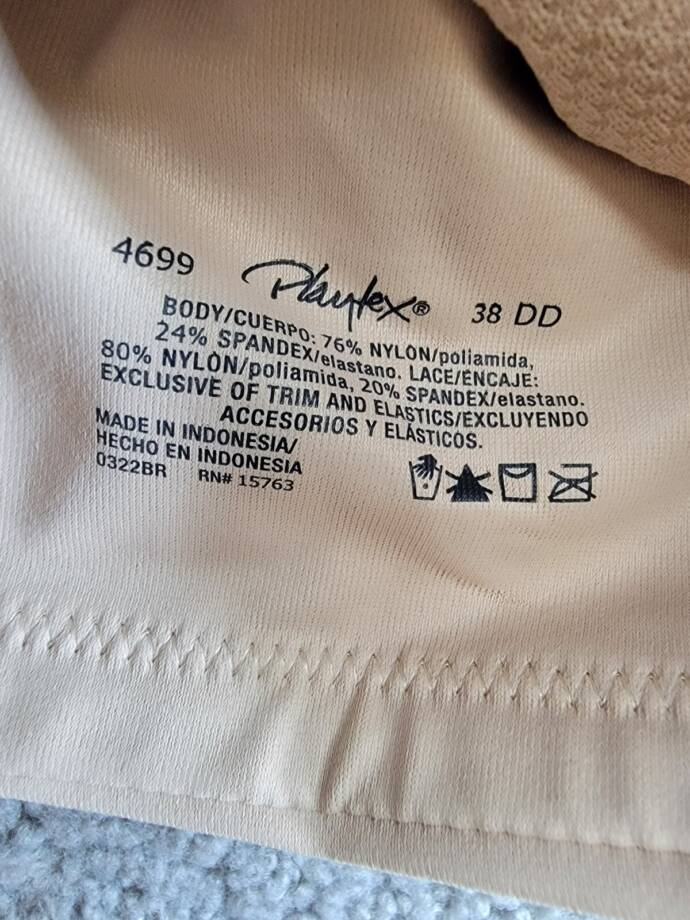 4699 Playtex® 38 DD
BODY/CUERPO: 76% NYLON/poliamida,
24% SPANDEX/elastano. LACE/ENCAJE:
80% NYLON/poliamida, 20% SPANDEX/elastano.
EXCLUSIVE OF TRIM AND ELASTICS/EXCLUYENDO
ACCESORIOS Y ELÁSTICOS.
MADE IN INDONESIA/
HECHO EN INDONESIA
0322BR RN# 15763